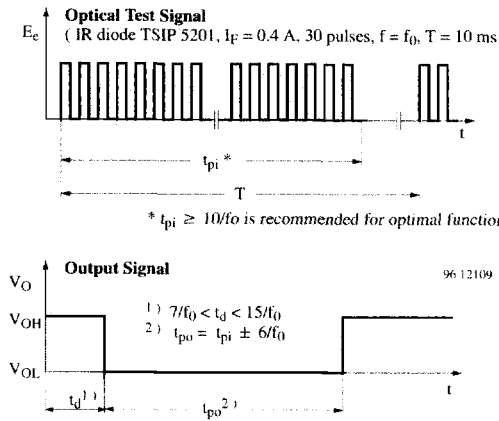 Optical Test Signal
E_e
( IR diode TSIP 5201, I_F = 0.4 A, 30 pulses, f = f_0, T = 10 ms
t
t_pi *
T
* t_pi ≥ 10/fo is recommended for optimal function
Output Signal
96 12109
V_O
V_OH
1 ) 7/f_0 < t_d < 15/f_0
2 ) t_po = t_pi ± 6/f_0
V_OL
t
t_d 1 )
t_po 2 )